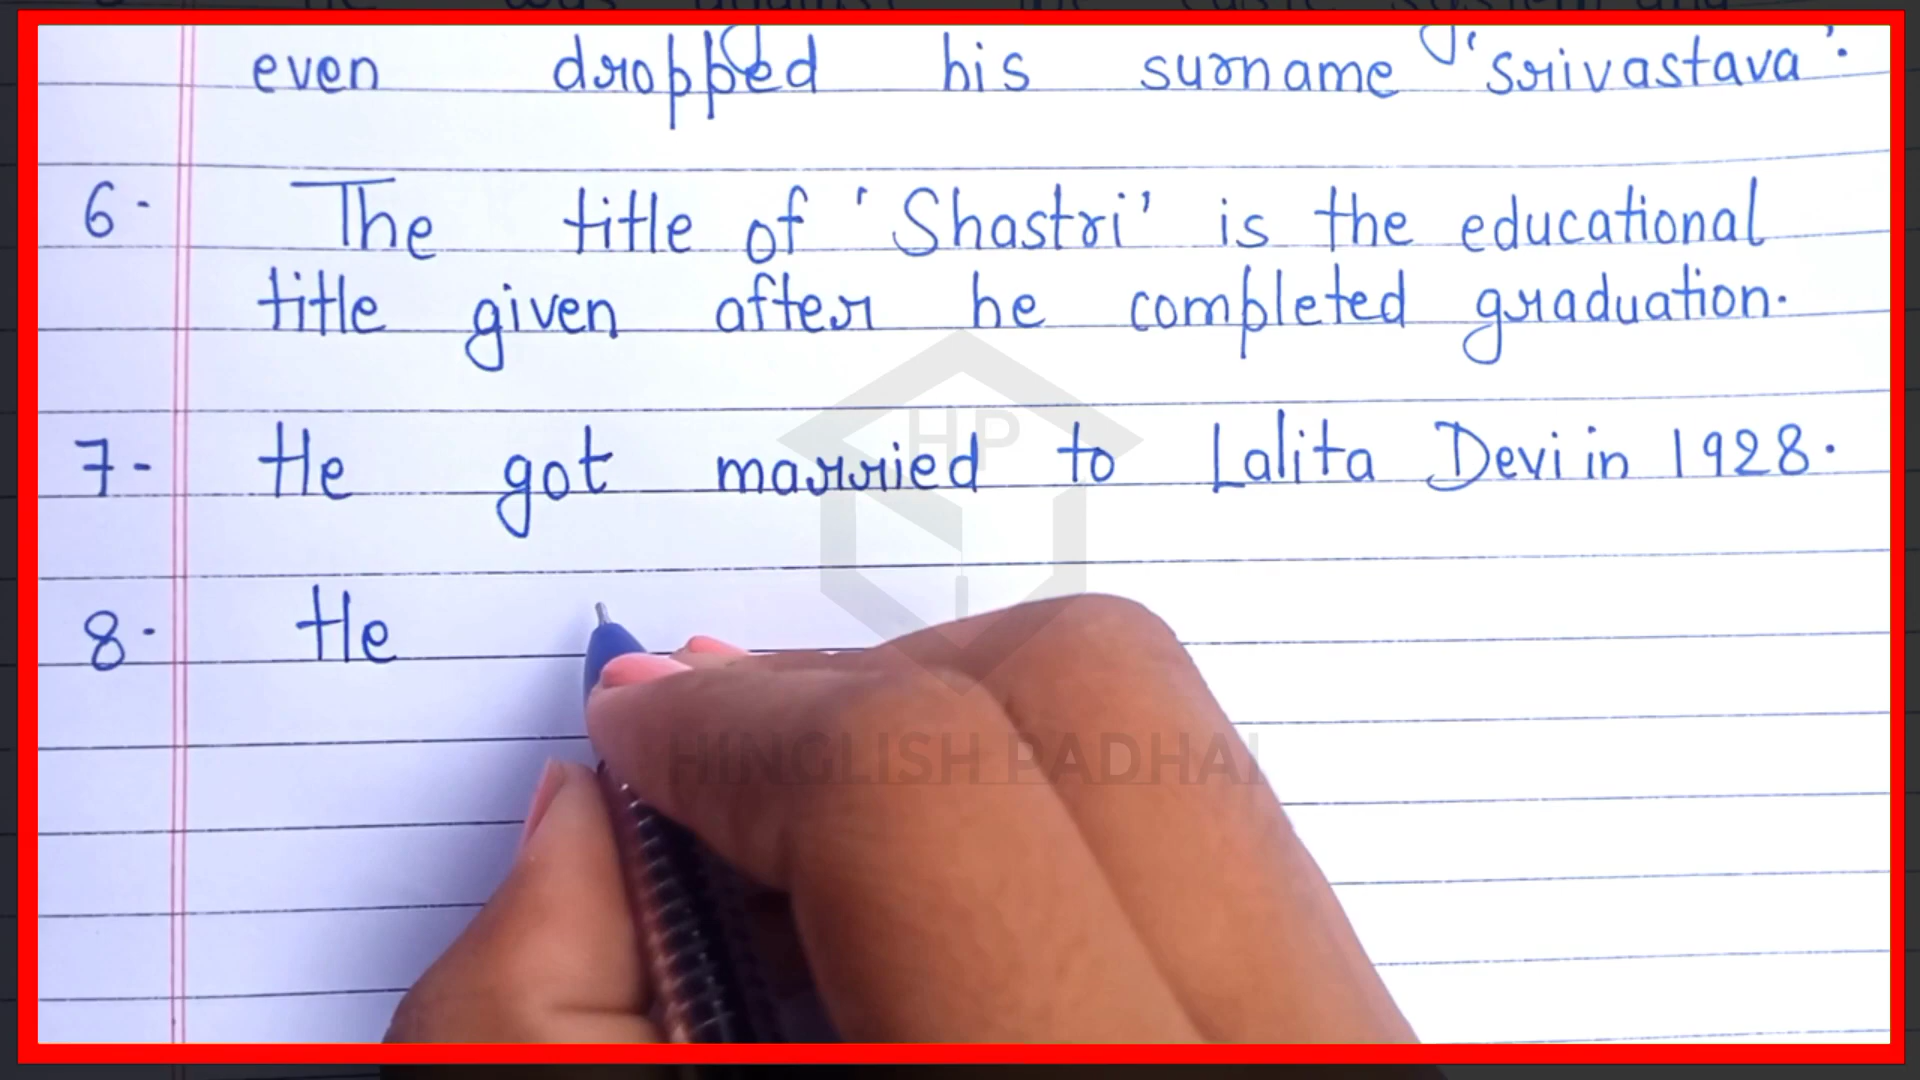 even dropped his surname 'srivastava'.
6. The title of 'Shastri' is the educational
title given after he completed graduation.
7. He got married to Lalita Devi in 1928.
8. He
HP
HINGLISH PADHAI